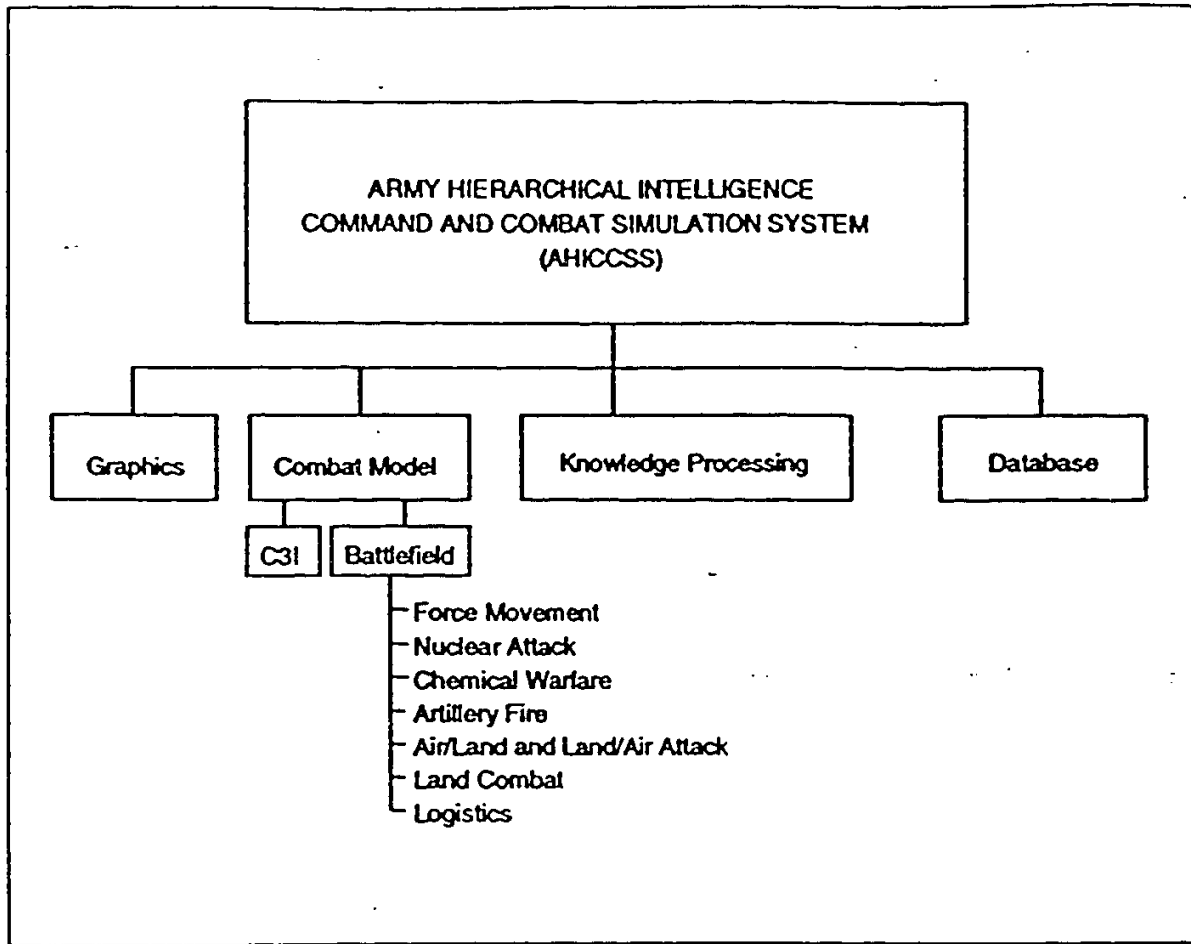 ARMY HIERARCHICAL INTELLIGENCE
COMMAND AND COMBAT SIMULATION SYSTEM
(AHICCSS)
Graphics
Combat Model
Knowledge Processing
Database
C3I
Battlefield
Force Movement
Nuclear Attack
Chemical Warfare
Artillery Fire
Air/Land and Land/Air Attack
Land Combat
Logistics